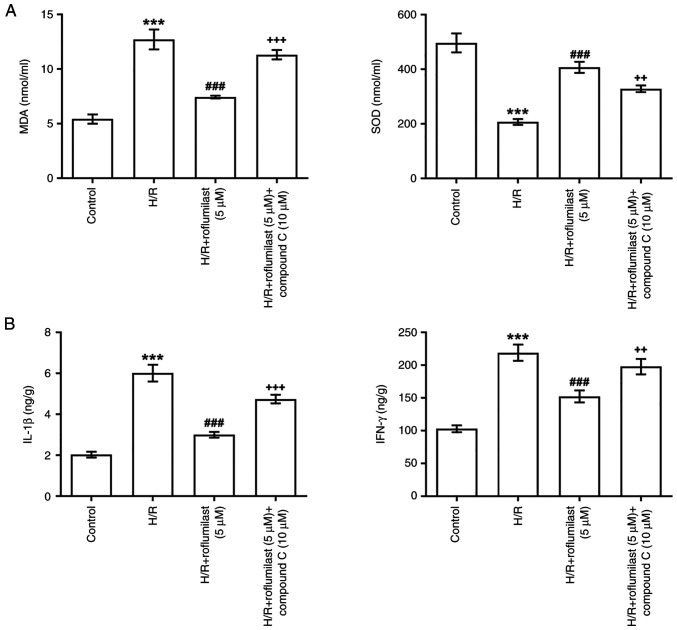 A
MDA (nmol/ml)
15
10
5
0
***
###
+++
Control
H/R
H/R+roflumilast
(5 μM)
H/R+roflumilast (5 μM)+
compound C (10 μM)
SOD (nmol/ml)
600
400
200
0
***
###
++
Control
H/R
H/R+roflumilast
(5 μM)
H/R+roflumilast (5 μM)+
compound C (10 μM)
B
IL-1β (ng/g)
8
6
4
2
0
***
###
+++
Control
H/R
H/R+roflumilast
(5 μM)
H/R+roflumilast (5 μM)+
compound C (10 μM)
IFN-γ (ng/g)
250
200
150
100
50
0
***
###
++
Control
H/R
H/R+roflumilast
(5 μM)
H/R+roflumilast (5 μM)+
compound C (10 μM)